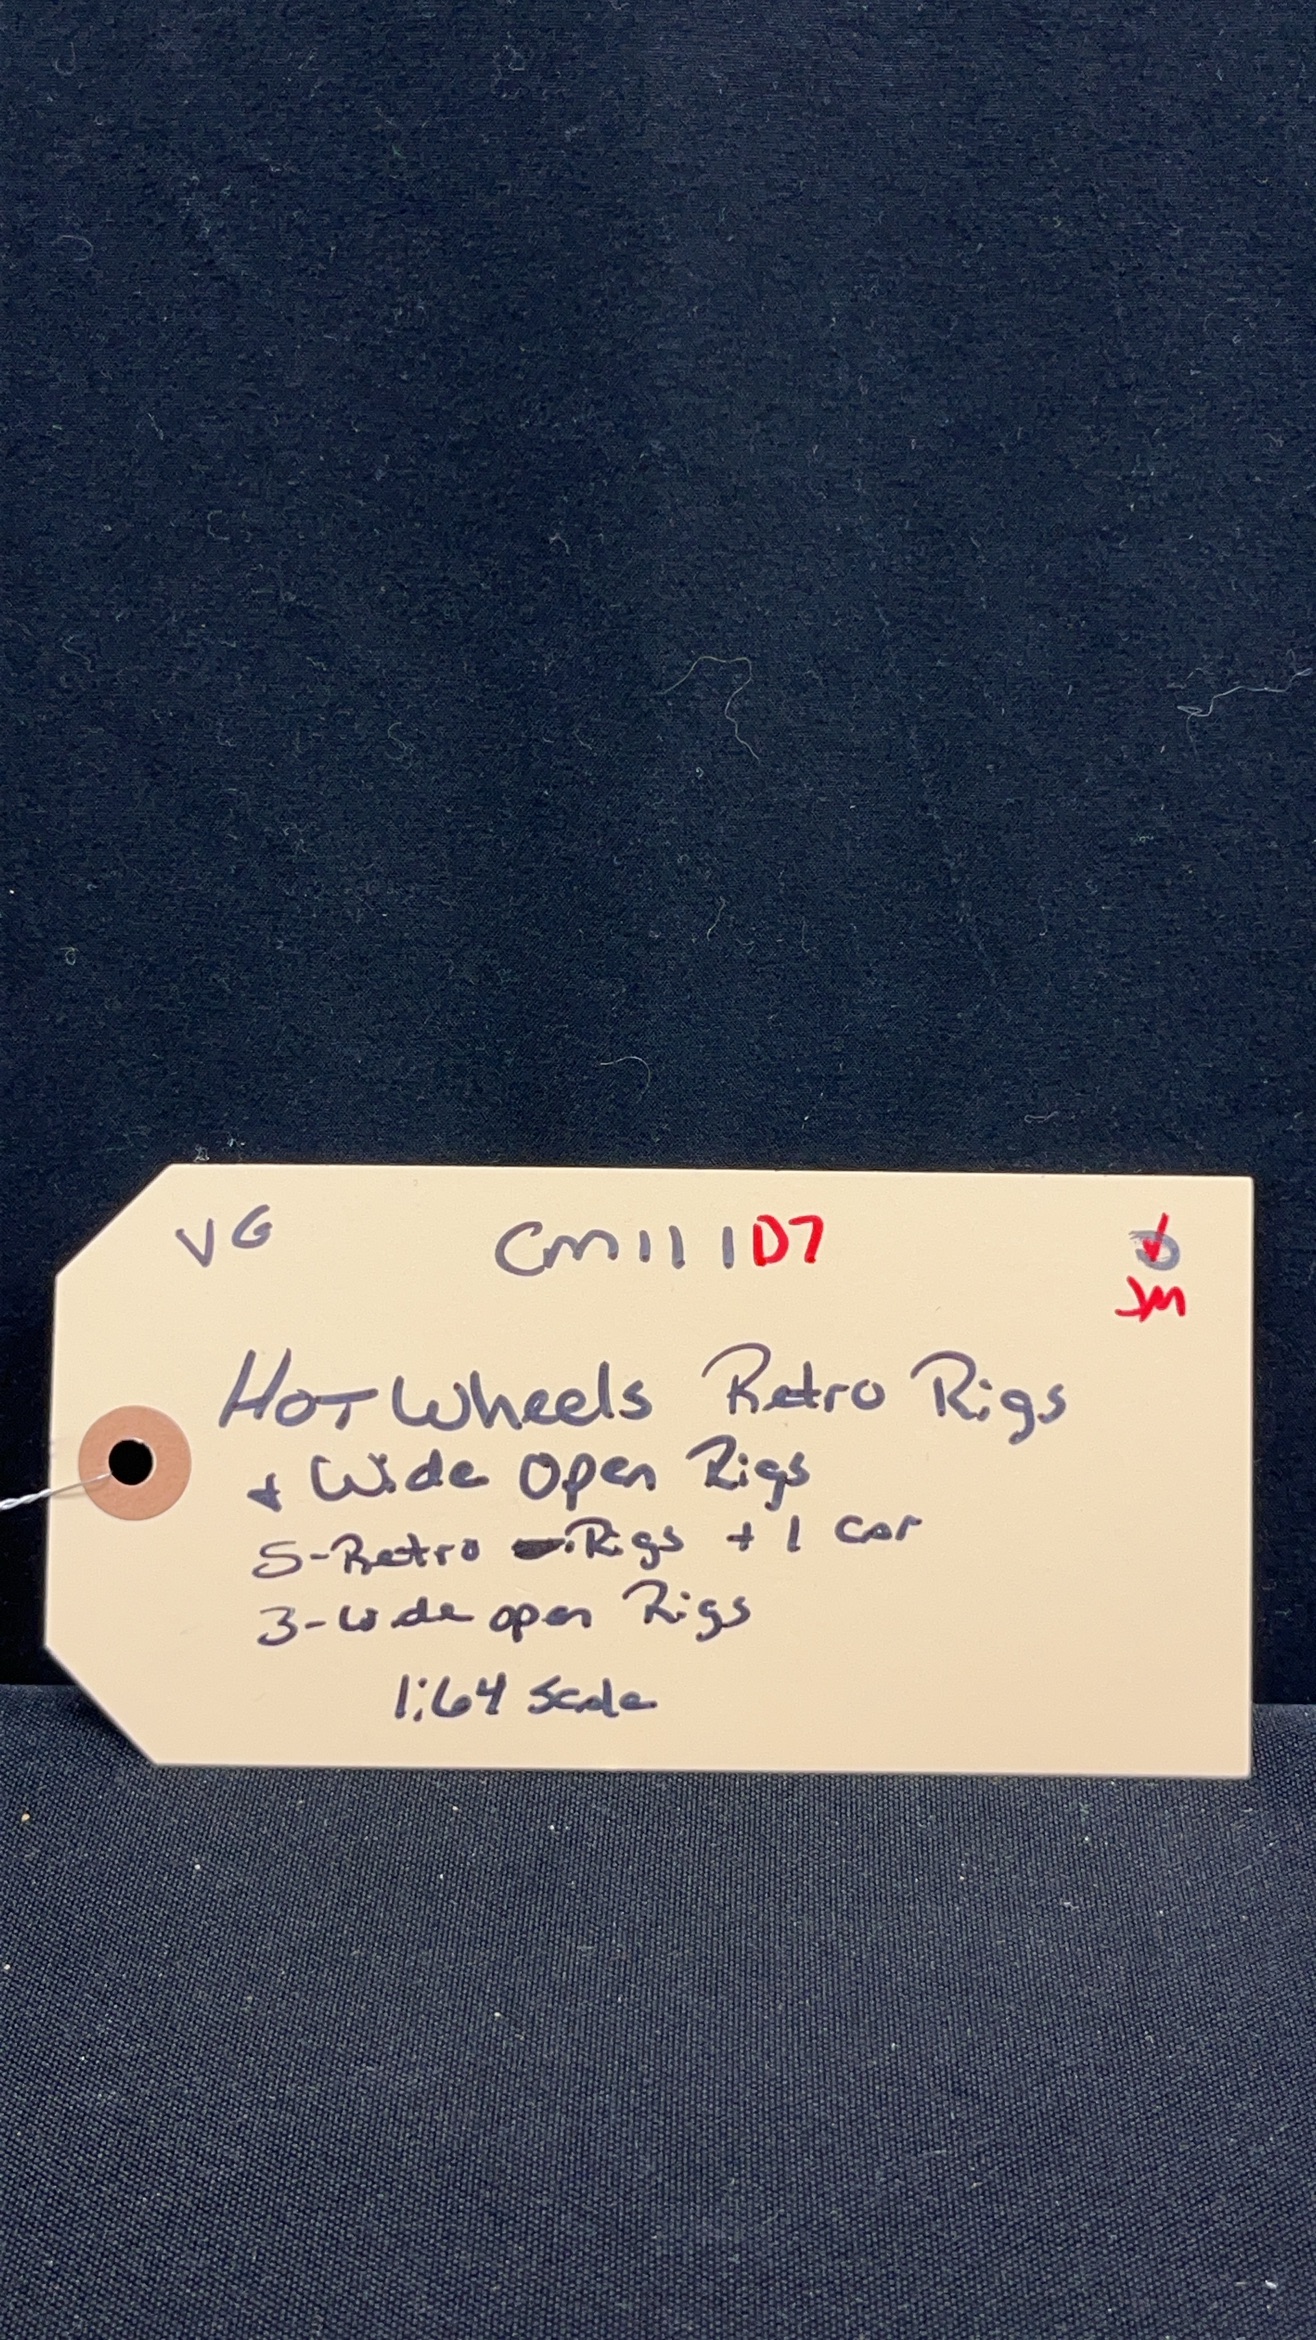 VG CM111D7
JM
Hot Wheels Retro Rigs
+ Wide Open Rigs
5-Retro Rigs + 1 car
3-Wide open Rigs
1:64 Scale